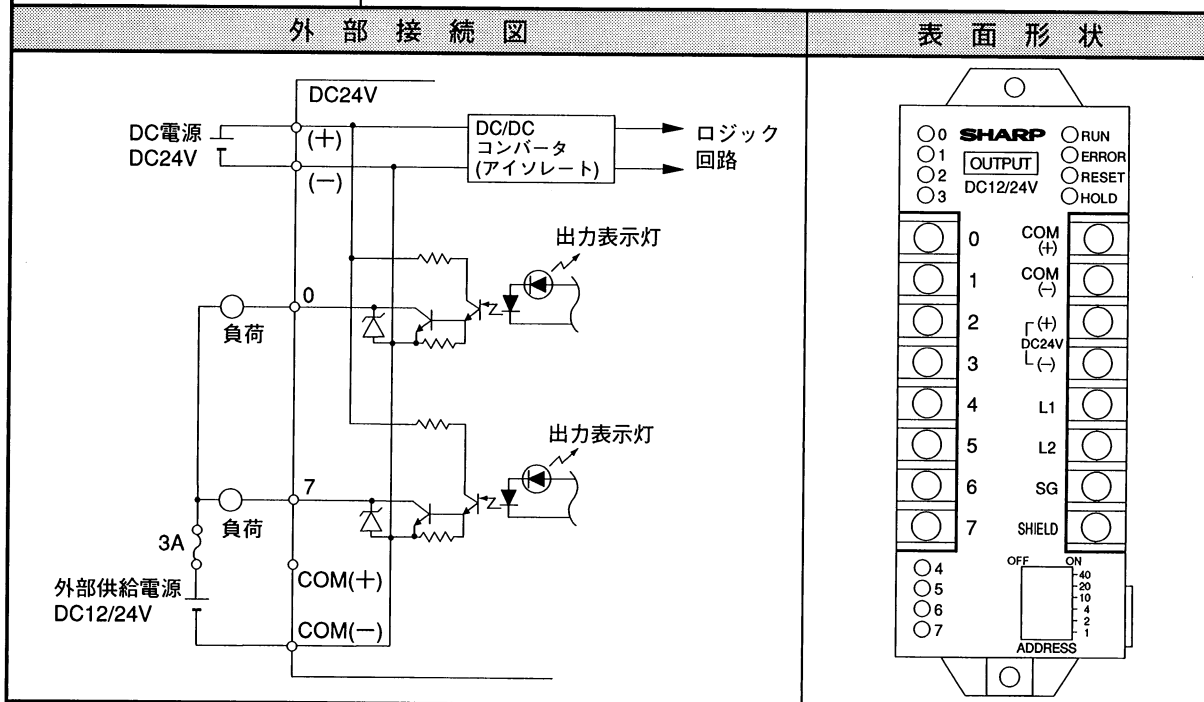 外部接続図
DC24V
DC電源
DC24V
(+)
(-)
DC/DC
コンバータ
(アイソレート)
ロジック
回路
出力表示灯
0
負荷
出力表示灯
7
負荷
3A
外部供給電源
DC12/24V
COM(+)
COM(-)
表面形状
0 SHARP RUN
1 OUTPUT ERROR
2 DC12/24V RESET
3 HOLD
0 COM
(+)
1 COM
(-)
2 (+)
DC24V
3 (-)
4 L1
5 L2
6 SG
7 SHIELD
OFF ON
4
5
6
7
40
20
10
4
2
1
ADDRESS